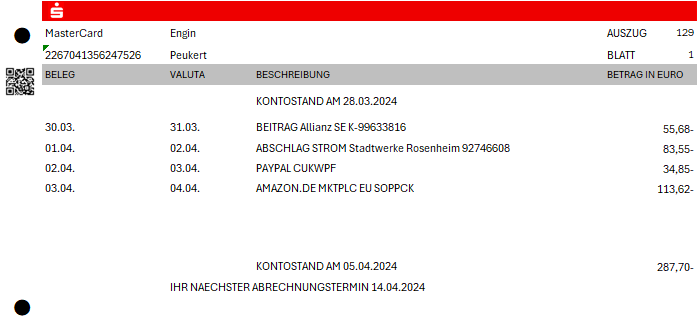 MasterCard Engin AUSZUG 129
2267041356247526 Peukert BLATT 1
BELEG VALUTA BESCHREIBUNG BETRAG IN EURO
KONTOSTAND AM 28.03.2024
30.03. 31.03. BEITRAG Allianz SE K-99633816 55,68-
01.04. 02.04. ABSCHLAG STROM Stadtwerke Rosenheim 92746608 83,55-
02.04. 03.04. PAYPAL CUKWPF 34,85-
03.04. 04.04. AMAZON.DE MKTPLC EU SOPPCK 113,62-
KONTOSTAND AM 05.04.2024 287,70-
IHR NAECHSTER ABRECHNUNGSTERMIN 14.04.2024